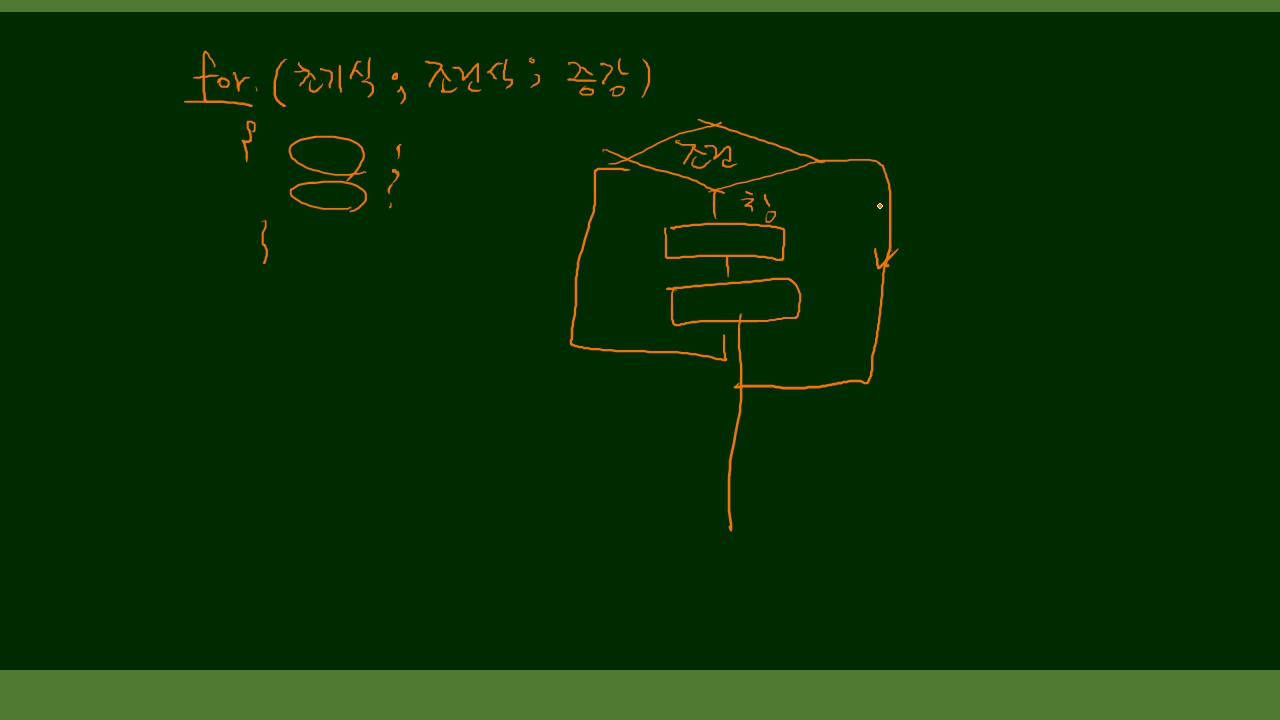 for (초기식 ; 조건식 ; 증감)
{
;
;
}
조건
참